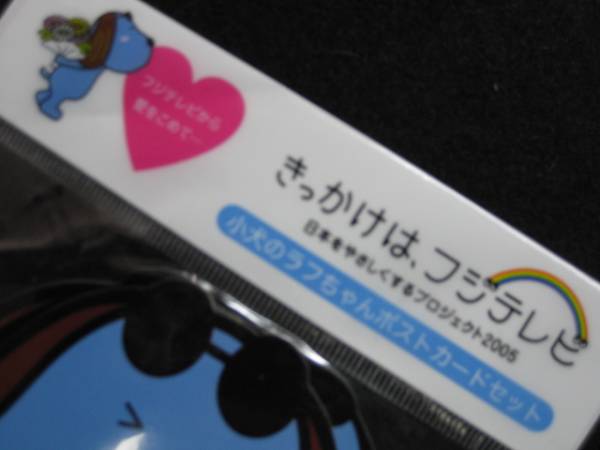 フジテレビから
愛をこめて…
きっかけは、フジテレビ
日本をやさしくするプロジェクト2005
小犬のラフちゃんポストカードセット